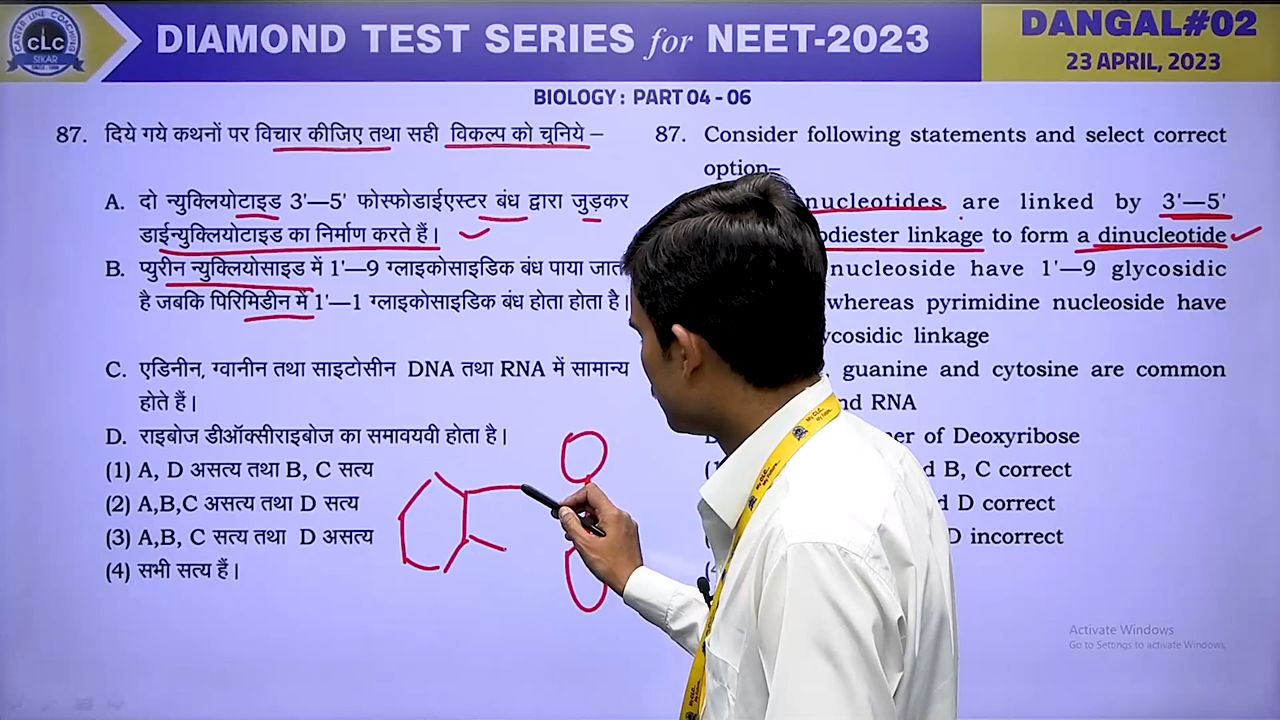 CAREER LINE COACHING
CLC
SIKAR
DIAMOND TEST SERIES for NEET-2023
DANGAL#02
23 APRIL, 2023
BIOLOGY : PART 04 - 06
87. दिये गये कथनों पर विचार कीजिए तथा सही विकल्प को चुनिये –
A. दो न्युक्लियोटाइड 3'—5' फोस्फोडाईएस्टर बंध द्वारा जुड़कर
डाईन्युक्लियोटाइड का निर्माण करते हैं।
B. प्युरीन न्युक्लियोसाइड में 1'—9 ग्लाइकोसाइडिक बंध पाया
है जबकि पिरिमिडीन में 1'—1 ग्लाइकोसाइडिक बंध होता होता है।
C. एडिनीन, ग्वानीन तथा साइटोसीन DNA तथा RNA में सामान्य
होते हैं।
D. राइबोज डीऑक्सीराइबोज का समावयवी होता है।
(1) A, D असत्य तथा B, C सत्य
(2) A,B,C असत्य तथा D सत्य
(3) A,B, C सत्य तथा D असत्य
(4) सभी सत्य हैं।
87. Consider following statements and select correct
option–
nucleotides are linked by 3'—5'
linkage to form a dinucleotide
nucleoside have 1'—9 glycosidic
whereas pyrimidine nucleoside have
linkage
guanine and cytosine are common
RNA
of Deoxyribose
B, C correct
D correct
D incorrect
Activate Windows
Go to Settings to activate Windows.